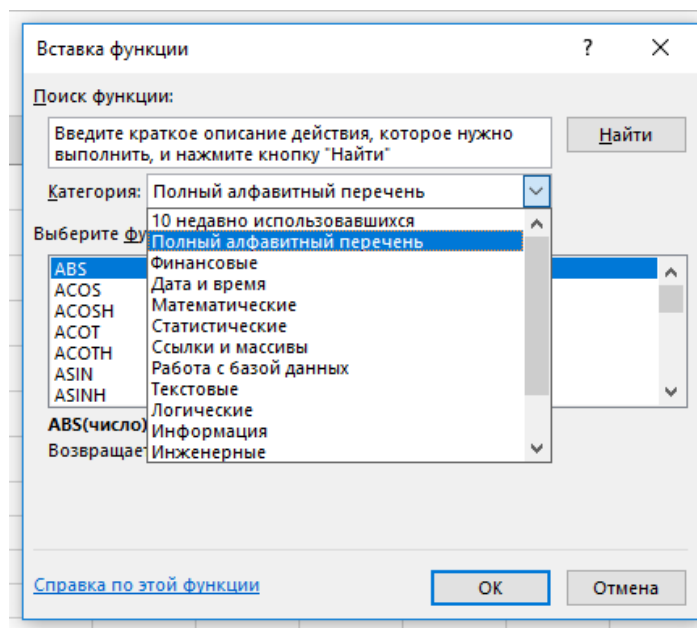 Вставка функции
?
Поиск функции:
Введите краткое описание действия, которое нужно
выполнить, и нажмите кнопку "Найти"
Найти
Категория:
Полный алфавитный перечень
10 недавно использовавшихся
Полный алфавитный перечень
Финансовые
Дата и время
Математические
Статистические
Ссылки и массивы
Работа с базой данных
Текстовые
Логические
Информация
Инженерные
Выберите
ABS
ACOS
ACOSH
ACOT
ACOTH
ASIN
ASINH
ABS(число)
Справка по этой функции
ОК
Отмена